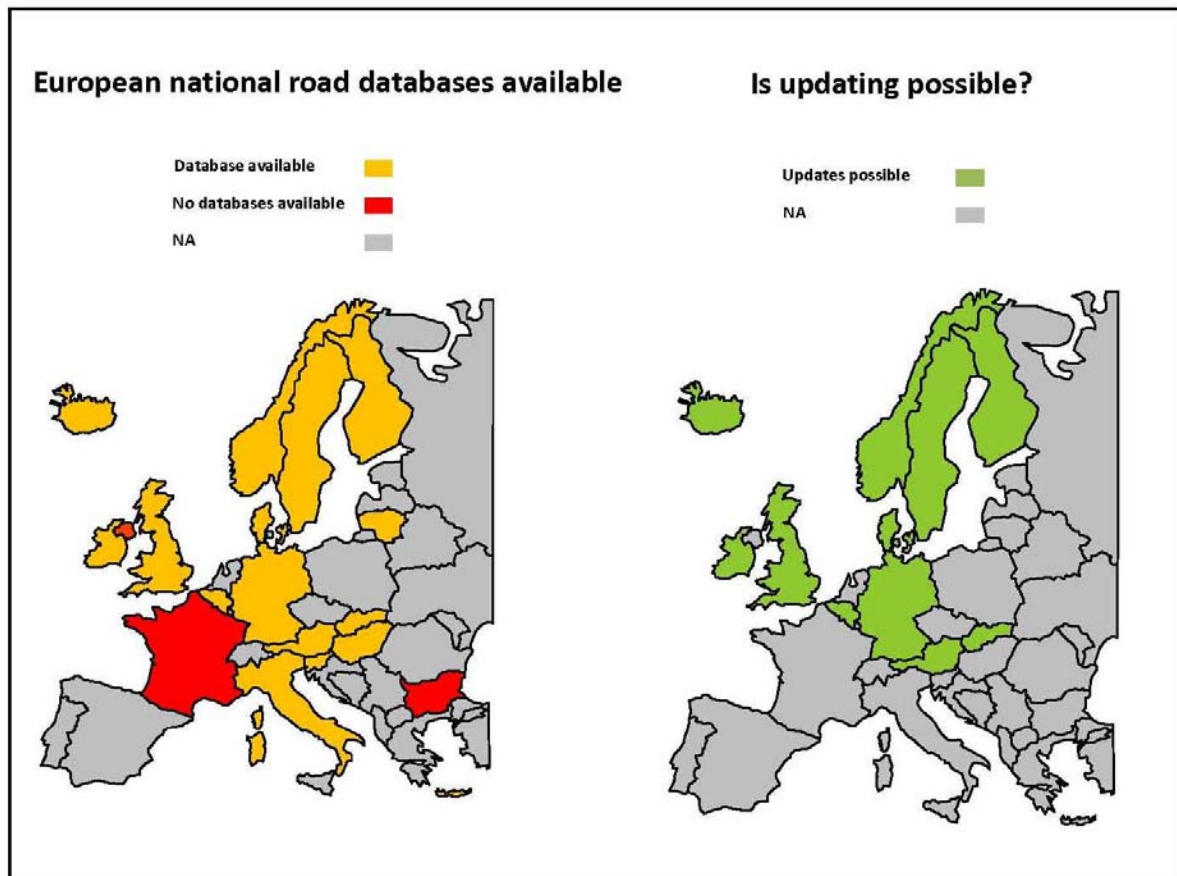 European national road databases available
Database available
No databases available
NA
Is updating possible?
Updates possible
NA